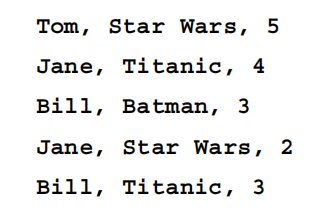 Tom, Star Wars, 5
Jane, Titanic, 4
Bill, Batman, 3
Jane, Star Wars, 2
Bill, Titanic, 3